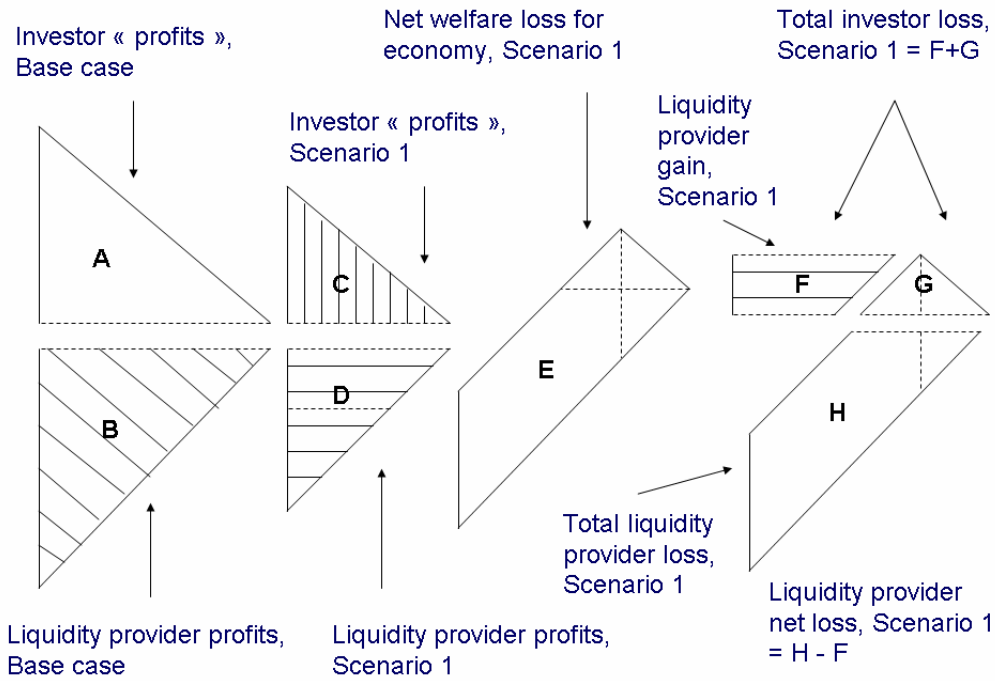 Investor « profits »,
Base case
Net welfare loss for
economy, Scenario 1
Total investor loss,
Scenario 1 = F+G
Investor « profits »,
Scenario 1
Liquidity
provider
gain,
Scenario 1
A
B
C
D
E
F
G
H
Total liquidity
provider loss,
Scenario 1
Liquidity provider
net loss, Scenario 1
= H - F
Liquidity provider profits,
Base case
Liquidity provider profits,
Scenario 1